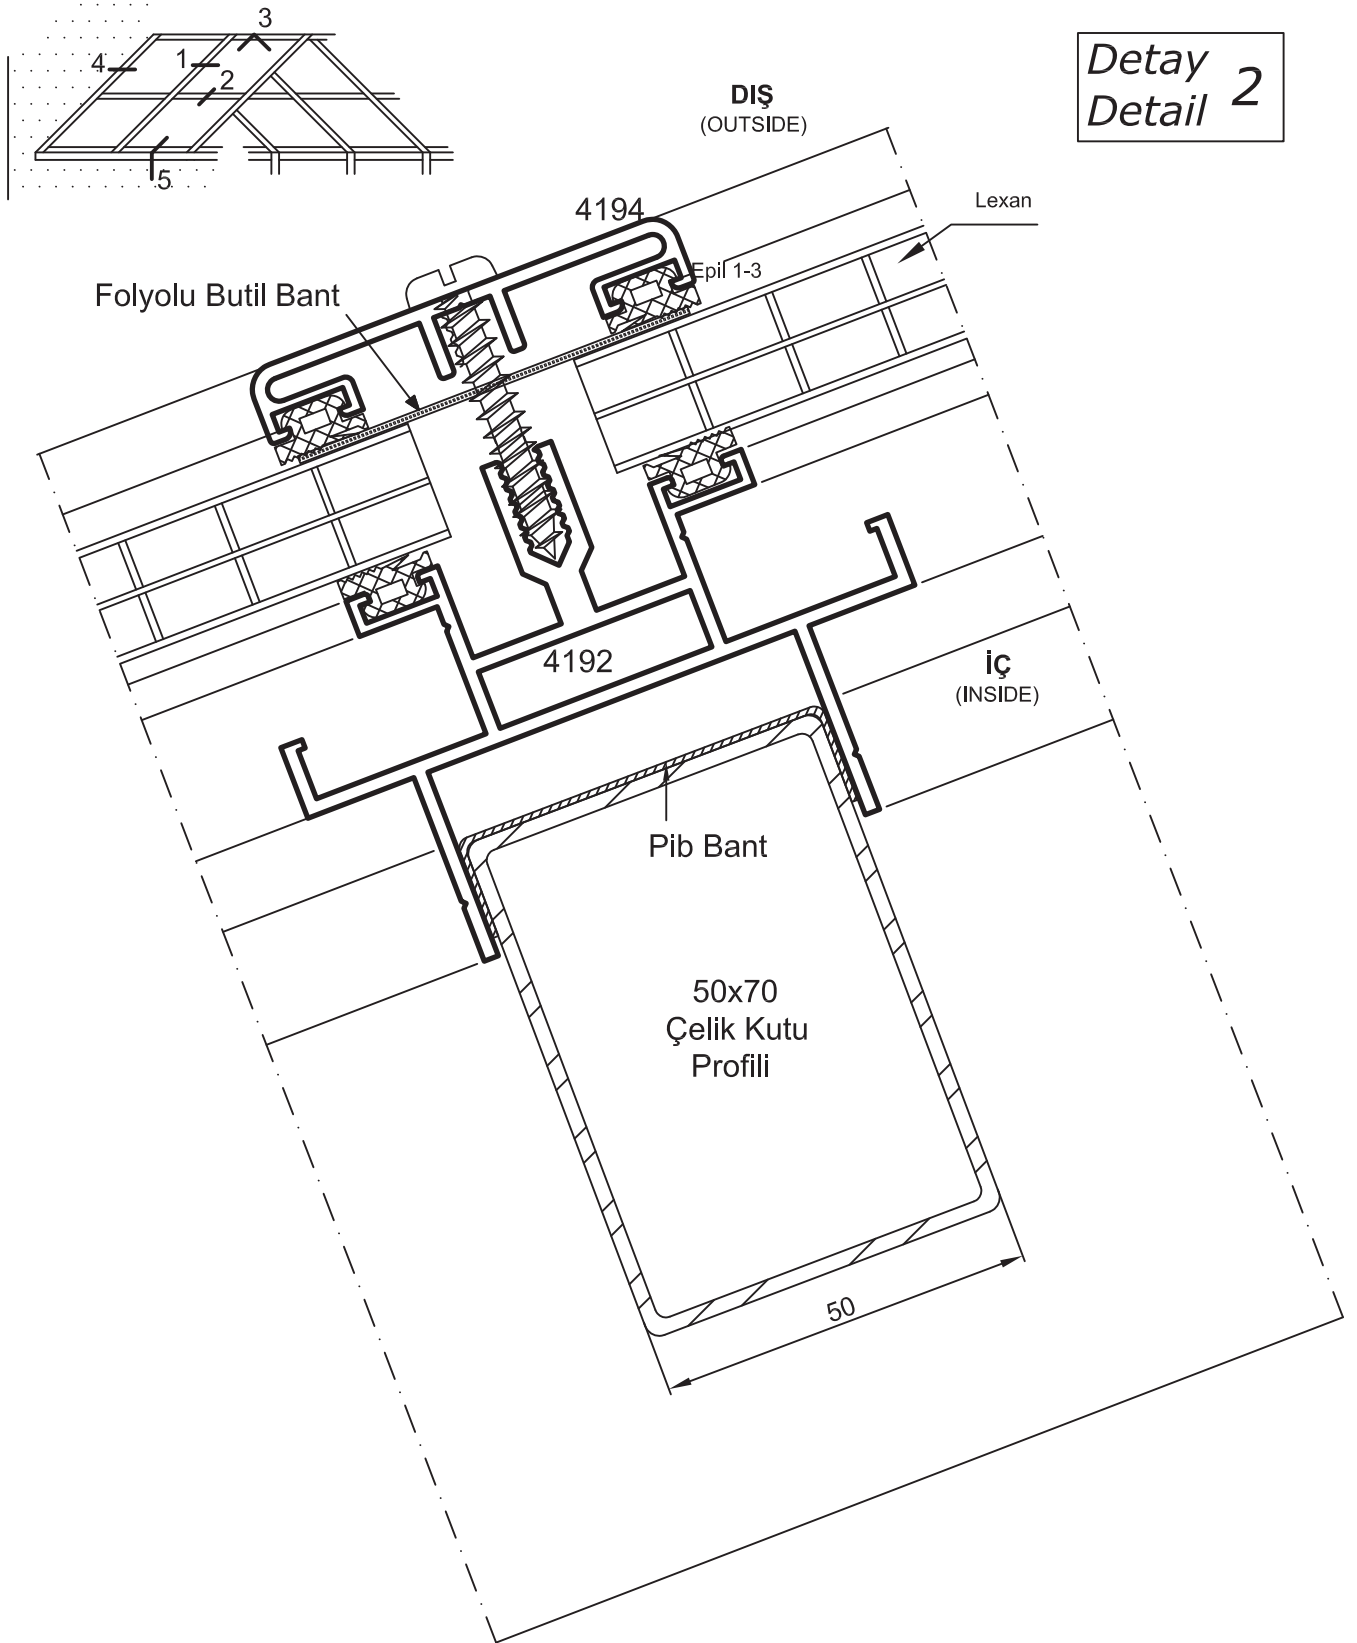 3
4
1
2
5
Detay
Detail 2
DIŞ
(OUTSIDE)
Lexan
4194
Epil 1-3
Folyolu Butil Bant
4192
İÇ
(INSIDE)
Pib Bant
50x70
Çelik Kutu
Profili
50